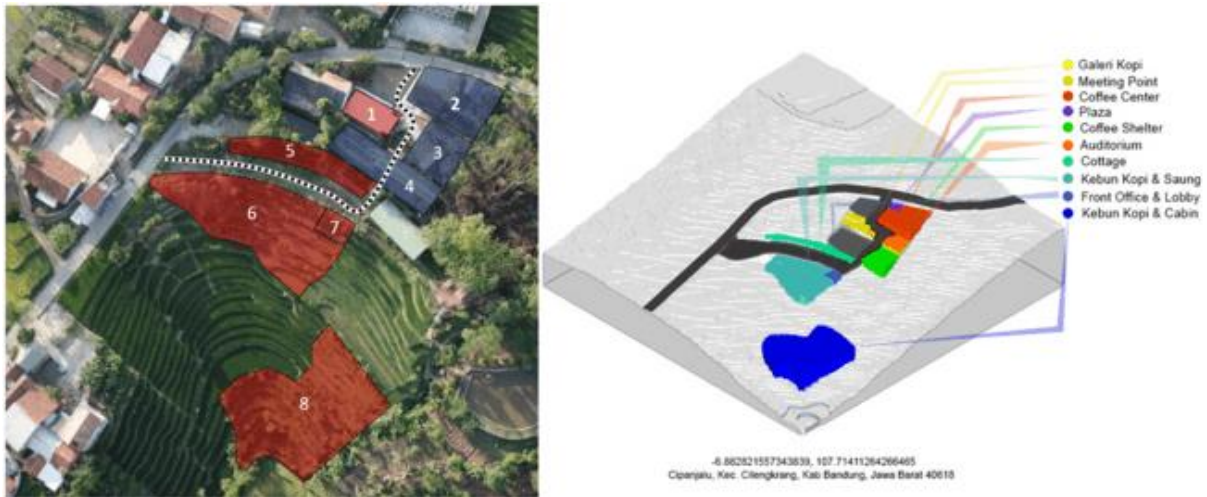 1
2
3
4
5
6
7
8
Galeri Kopi
Meeting Point
Coffee Center
Plaza
Coffee Shelter
Auditorium
Cottage
Kebun Kopi & Saung
Front Office & Lobby
Kebun Kopi & Cabin
-6.882821557343839, 107.71411264266465
Cipanjalu, Kec. Cilengkrang, Kab Bandung, Jawa Barat 40618